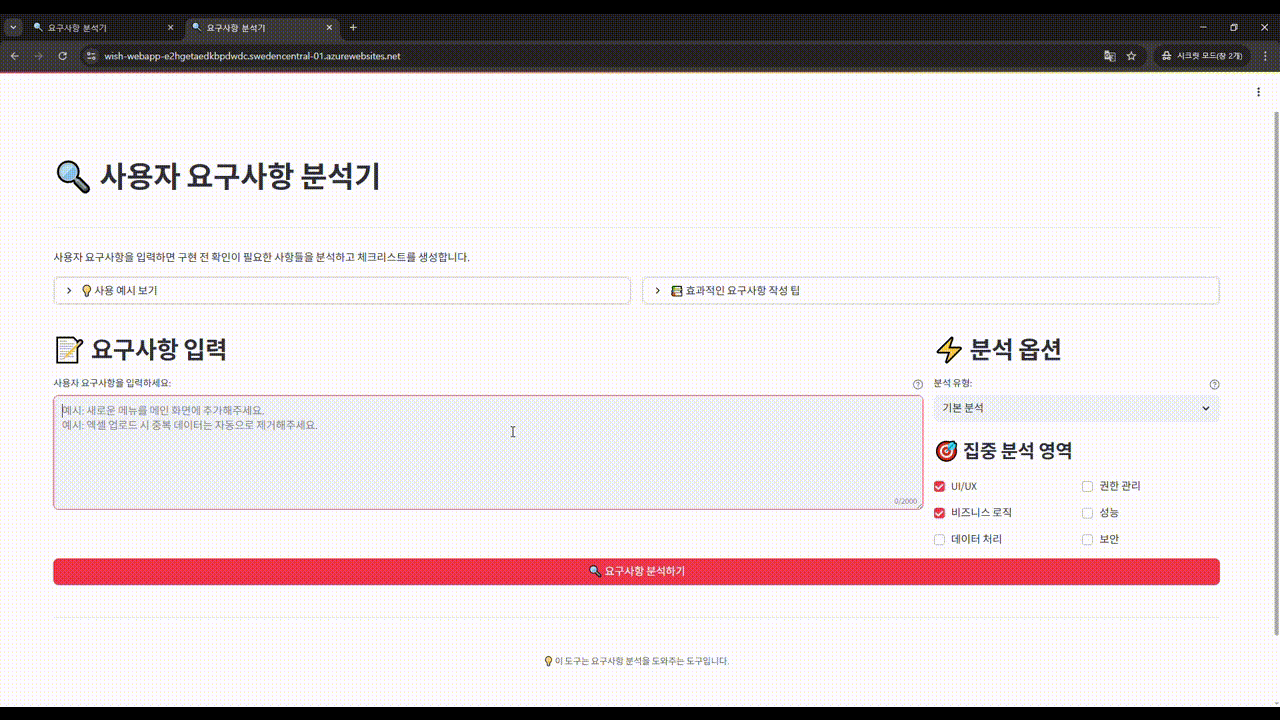 요구사항 분석기
요구사항 분석기
wish-webapp-e2hgetaedkbpdwdc.swedencentral-01.azurewebsites.net
시크릿 모드(창 2개)
사용자 요구사항 분석기
사용자 요구사항을 입력하면 구현 전 확인이 필요한 사항들을 분석하고 체크리스트를 생성합니다.
사용 예시 보기
효과적인 요구사항 작성 팁
요구사항 입력
사용자 요구사항을 입력하세요:
예시: 새로운 메뉴를 메인 화면에 추가해주세요.
예시: 엑셀 업로드 시 중복 데이터는 자동으로 제거해주세요.
0/2000
분석 옵션
분석 유형:
기본 분석
집중 분석 영역
UI/UX
권한 관리
비즈니스 로직
성능
데이터 처리
보안
요구사항 분석하기
이 도구는 요구사항 분석을 도와주는 도구입니다.